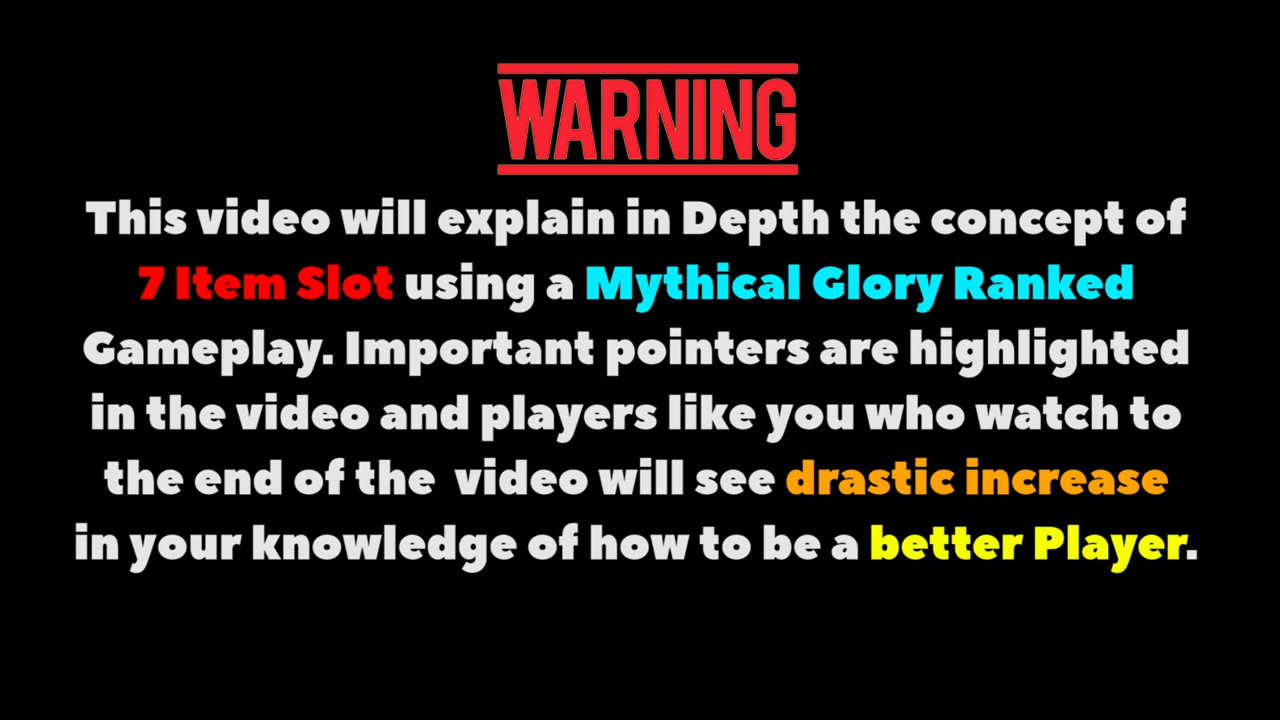 WARNING
This video will explain in Depth the concept of
7 Item Slot using a Mythical Glory Ranked
Gameplay. Important pointers are highlighted
in the video and players like you who watch to
the end of the  video will see drastic increase
in your knowledge of how to be a better Player.